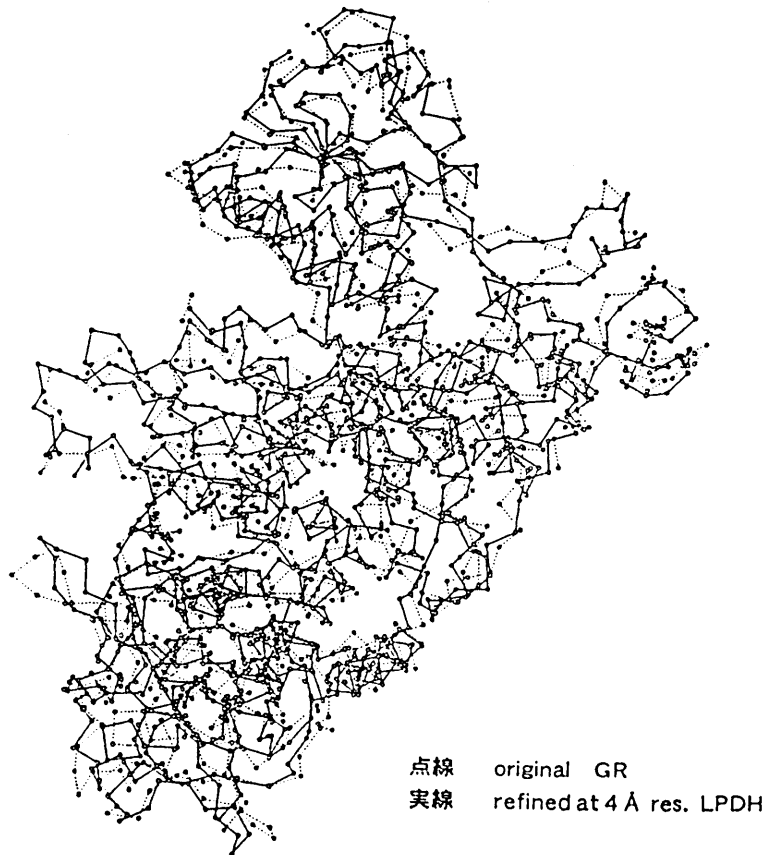 点線 original GR
実線 refined at 4 Å res. LPDH